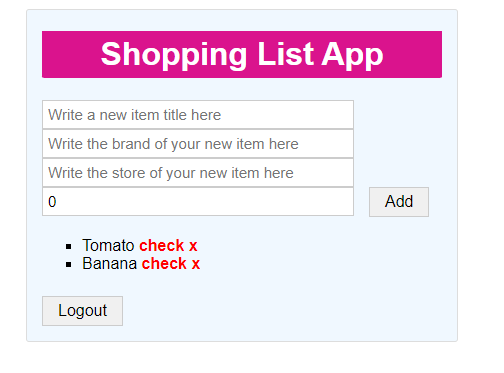 Shopping List App
Write a new item title here
Write the brand of your new item here
Write the store of your new item here
0 Add
Tomato check x
Banana check x
Logout